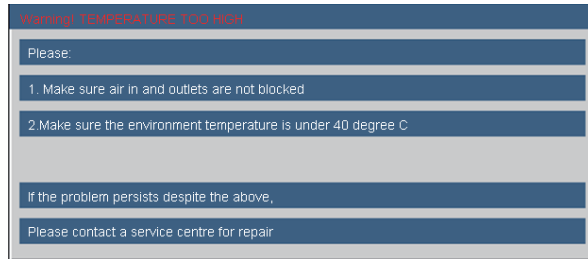 Warning! TEMPERATURE TOO HIGH
Please:
1. Make sure air in and outlets are not blocked
2.Make sure the environment temperature is under 40 degree C
If the problem persists despite the above,
Please contact a service centre for repair